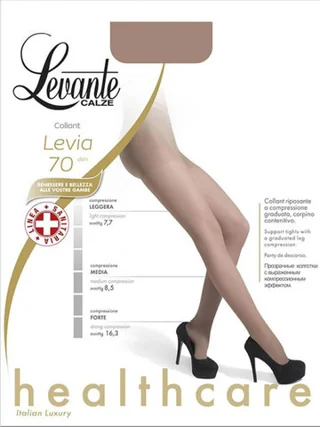 Levante
CALZE
Collant
Levia
70 den
BENESSERE E BELLEZZA
ALLE VOSTRE GAMBE
LINEA SANITARIA
compressione
LEGGERA
light compression
mmHg 7,7
compressione
MEDIA
medium compression
mmHg 8,5
compressione
FORTE
strong compression
mmHg 16,3
Collant riposante
a compressione
graduata, corpino
contenitivo.
Support tights with
a graduated leg
compression.
Panty de descanso.
Прозрачные колготки
с выраженным
компрессионным
эффектом
healthcare
Italian Luxury